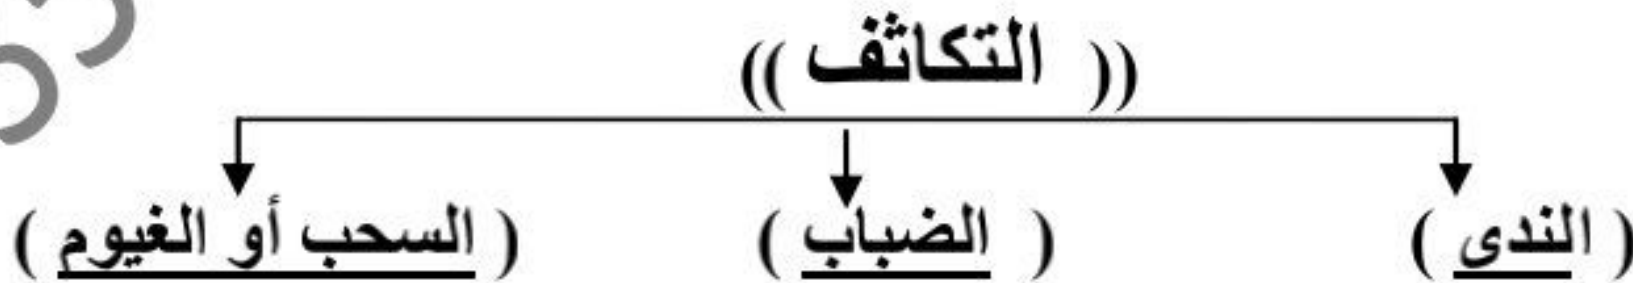 (( التكاثف ))
( الندى ) ( الضباب ) ( السحب أو الغيوم )